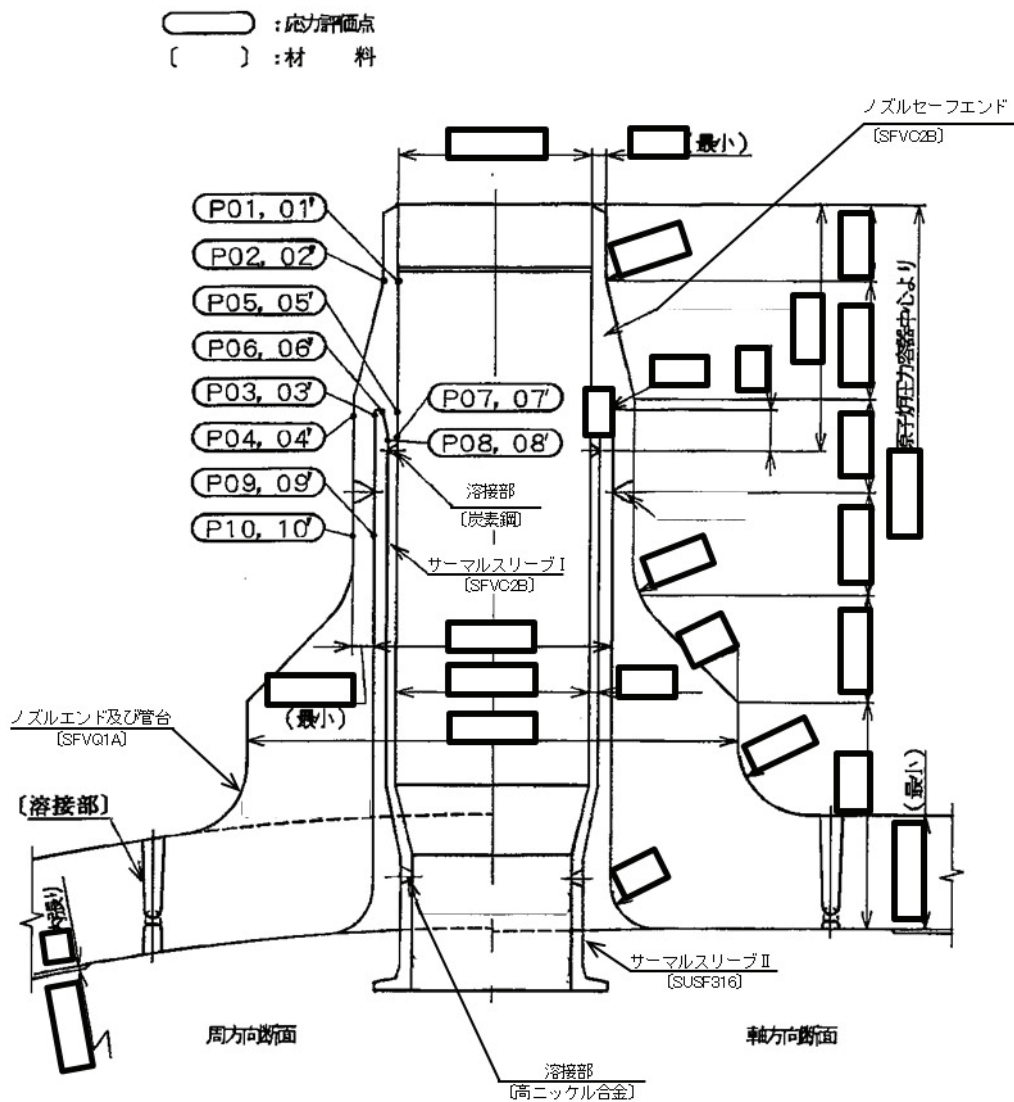 ：応力評価点
〔　　〕：材　料
ノズルセーフエンド
〔SFVC2B〕
（最小）
P01, 01'
P02, 02'
P05, 05'
P06, 06'
P03, 03'
P04, 04'
P09, 09'
P10, 10'
P07, 07'
P08, 08'
原子炉圧力容器中心より
溶接部
〔炭素鋼〕
サーマルスリーブⅠ
〔SFVC2B〕
（最小）
ノズルエンド及び管台
〔SFVQ1A〕
〔溶接部〕
（最小）
内張り
サーマルスリーブⅡ
〔SUSF316〕
周方向断面
軸方向断面
溶接部
〔高ニッケル合金〕